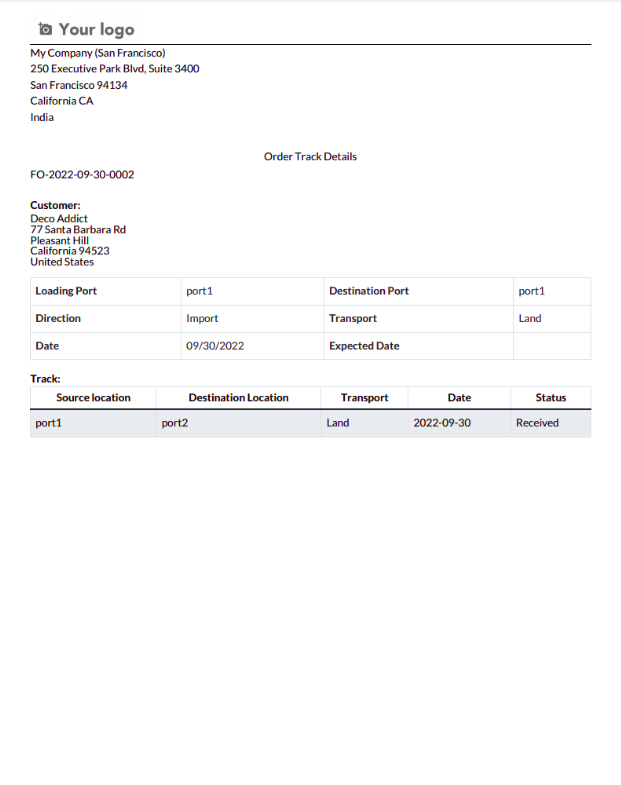 Your logo
My Company (San Francisco)
250 Executive Park Blvd, Suite 3400
San Francisco 94134
California CA
India
Order Track Details
FO-2022-09-30-0002
Customer:
Deco Addict
77 Santa Barbara Rd
Pleasant Hill
California 94523
United States
Loading Port port1 Destination Port port1
Direction Import Transport Land
Date 09/30/2022 Expected Date
Track:
Source location Destination Location Transport Date Status
port1 port2 Land 2022-09-30 Received